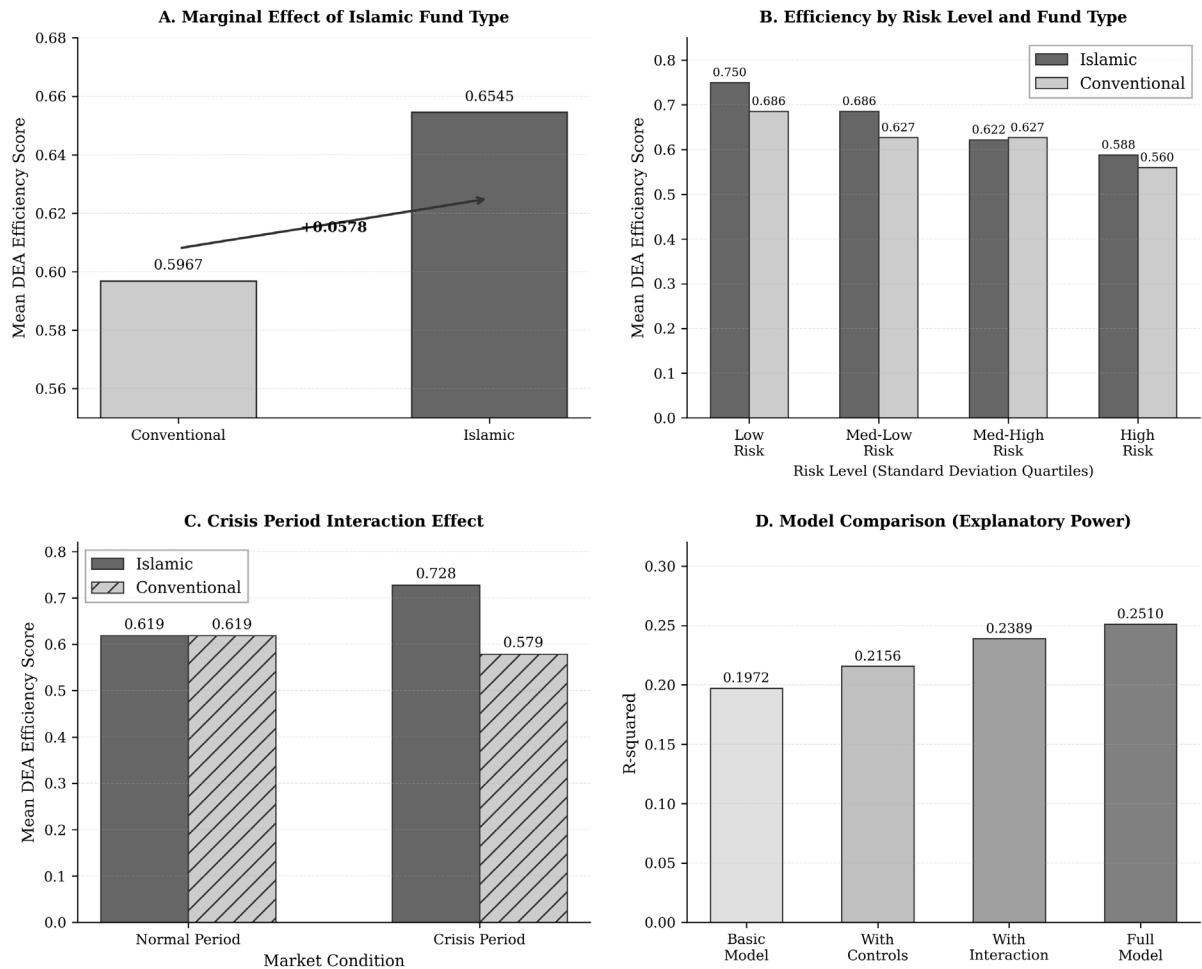 A. Marginal Effect of Islamic Fund Type
Mean DEA Efficiency Score
0.68
0.66
0.64
0.62
0.60
0.58
0.56
0.5967
+0.0578
0.6545
Conventional
Islamic
B. Efficiency by Risk Level and Fund Type
Mean DEA Efficiency Score
0.8
0.7
0.6
0.5
0.4
0.3
0.2
0.1
0.0
Islamic
Conventional
0.750
0.686
0.686
0.627
0.622
0.627
0.588
0.560
Low
Risk
Med-Low
Risk
Med-High
Risk
High
Risk
Risk Level (Standard Deviation Quartiles)
C. Crisis Period Interaction Effect
Mean DEA Efficiency Score
0.8
0.7
0.6
0.5
0.4
0.3
0.2
0.1
0.0
Islamic
Conventional
0.619
0.619
0.728
0.579
Normal Period
Crisis Period
Market Condition
D. Model Comparison (Explanatory Power)
R-squared
0.30
0.25
0.20
0.15
0.10
0.05
0.00
0.1972
0.2156
0.2389
0.2510
Basic
Model
With
Controls
With
Interaction
Full
Model